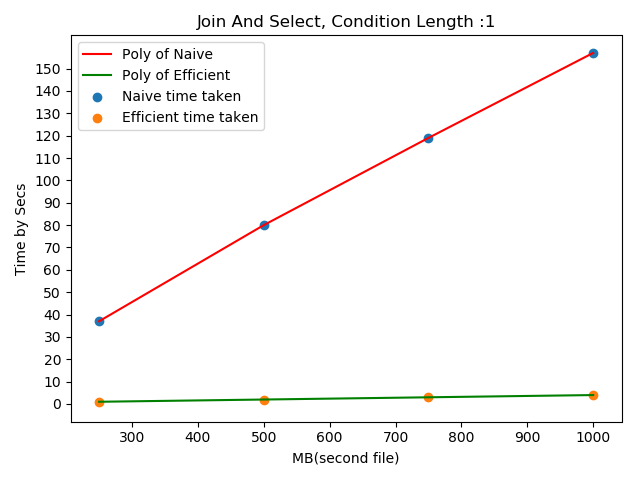 Join And Select, Condition Length :1
Poly of Naive
Poly of Efficient
Naive time taken
Efficient time taken
150
140
130
120
110
100
90
80
70
60
50
40
30
20
10
0
Time by Secs
300 400 500 600 700 800 900 1000
MB(second file)